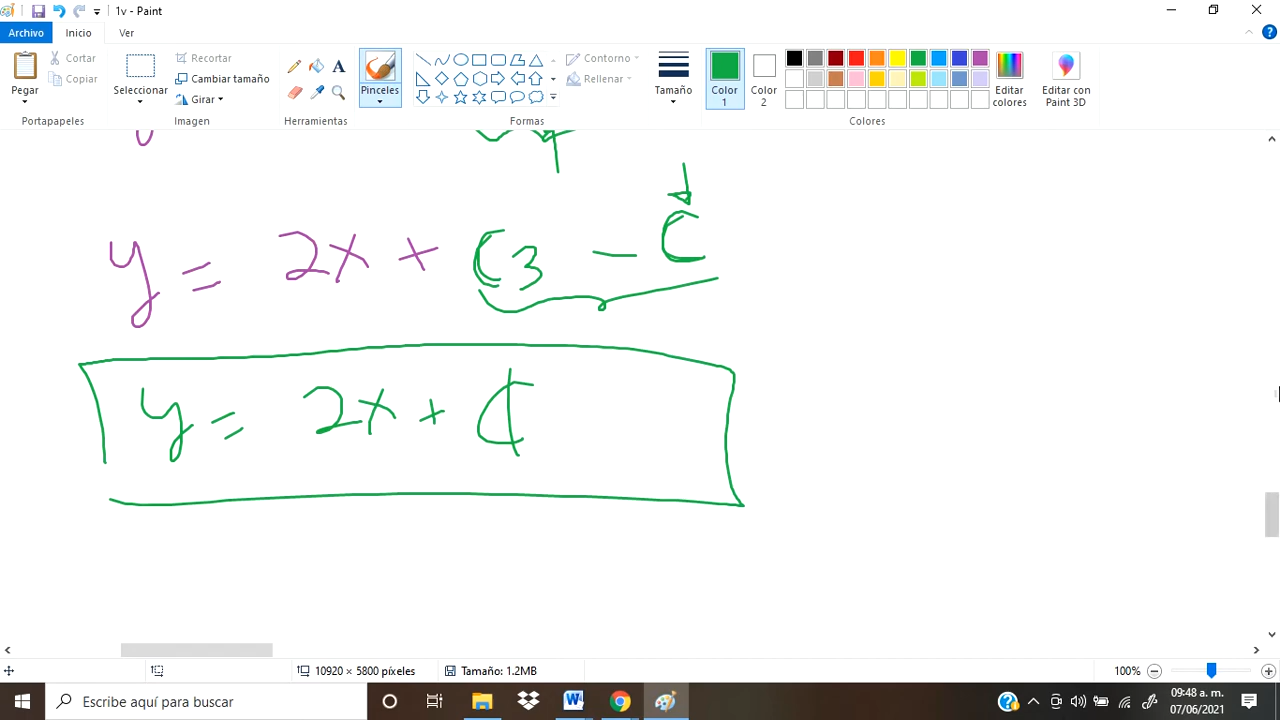 1v - Paint
Archivo Inicio Ver
Pegar
Cortar
Copiar
Portapapeles
Seleccionar
Recortar
Cambiar tamaño
Girar
Imagen
Herramientas
Pinceles
Formas
Contorno
Rellenar
Tamaño
Color 1
Color 2
Editar colores
Editar con Paint 3D
Colores
y = 2x + C3 - C
y = 2x + C
10920 × 5800 píxeles
Tamaño: 1.2MB
100%
Escribe aquí para buscar
09:48 a. m.
07/06/2021